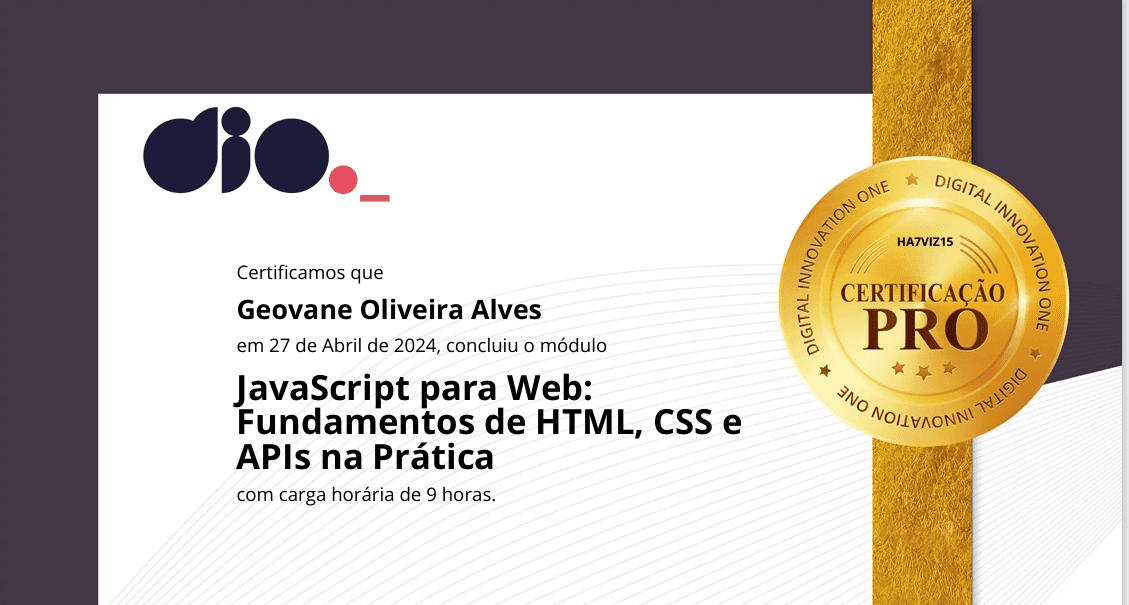 dio._
Certificamos que
Geovane Oliveira Alves
em 27 de Abril de 2024, concluiu o módulo
JavaScript para Web:
Fundamentos de HTML, CSS e
APIs na Prática
com carga horária de 9 horas.
DIGITAL INNOVATION ONE
DIGITAL INNOVATION ONE
DIGITAL INNOVATION ONE
HA7VIZ15
CERTIFICAÇÃO
PRO